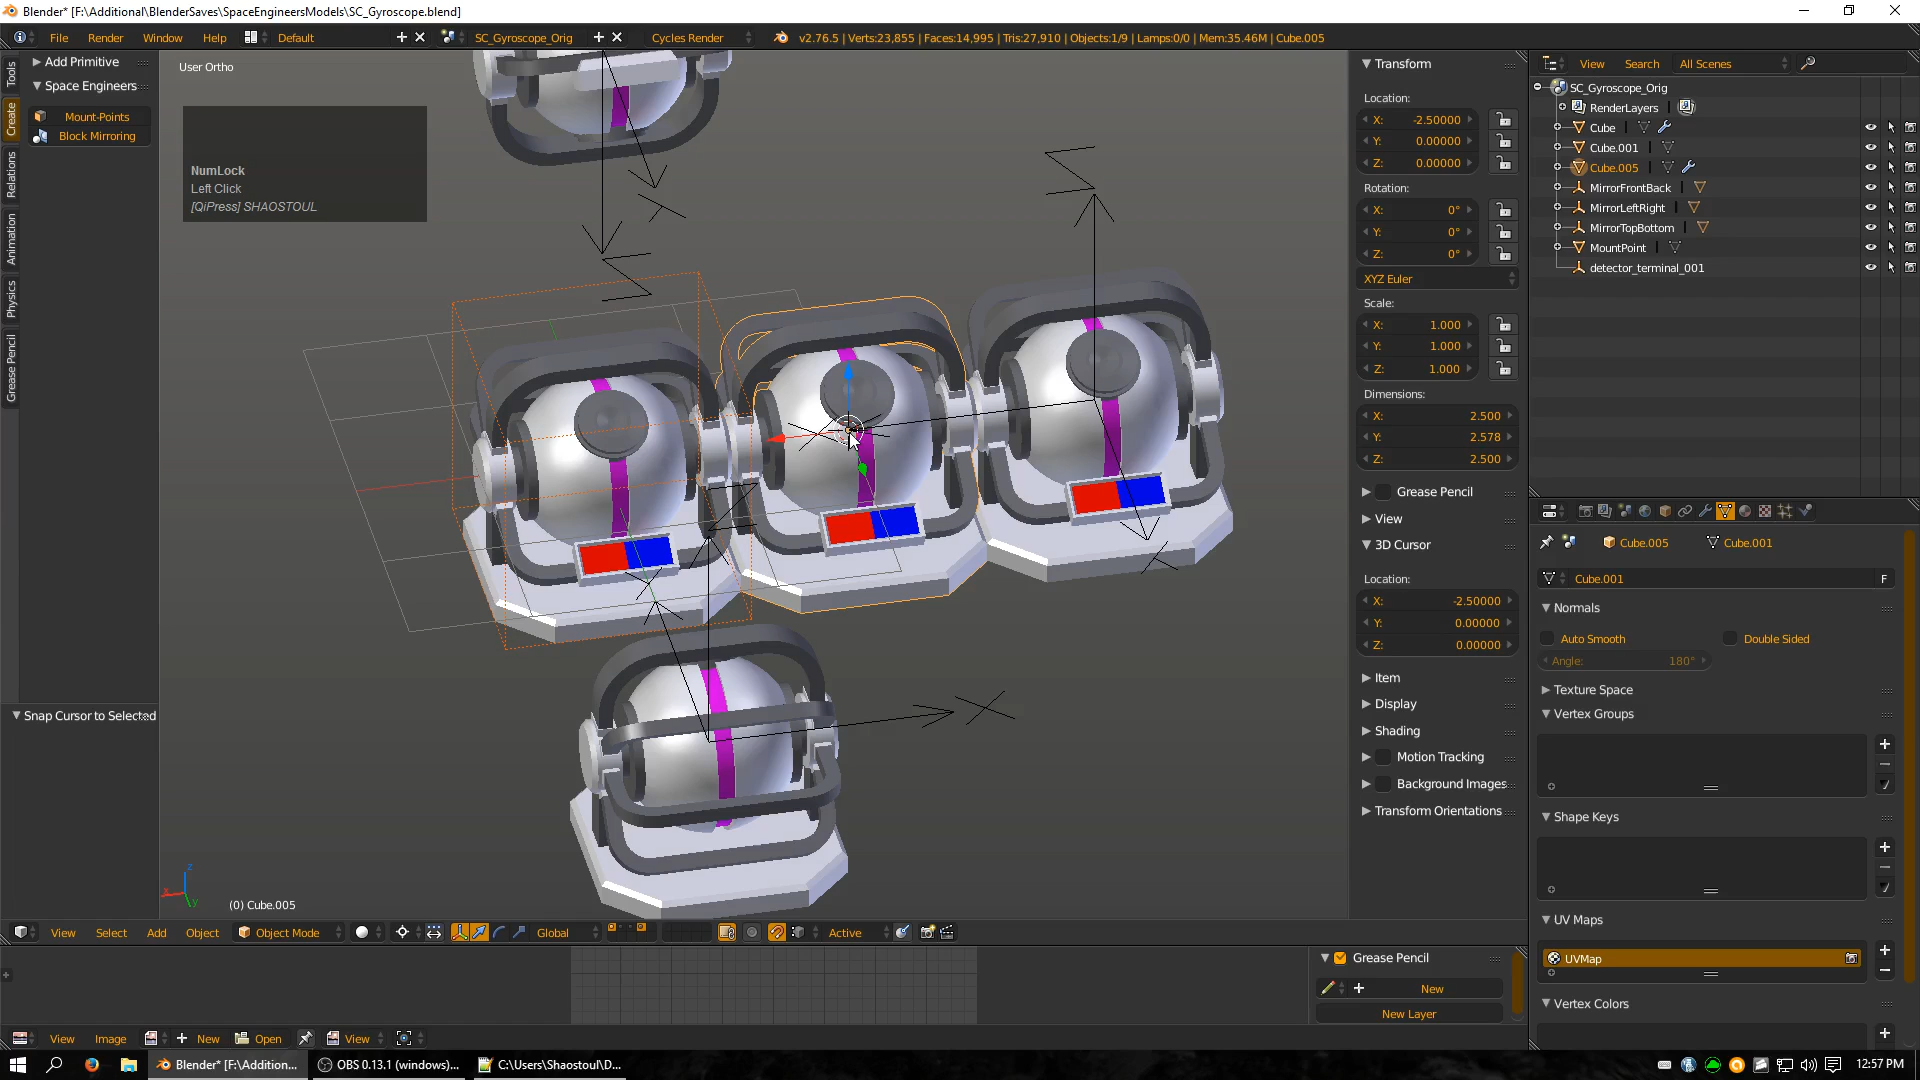 Blender* [F:\Additional\BlenderSaves\SpaceEngineersModels\SC_Gyroscope.blend]
File Render Window Help Default SC_Gyroscope_Orig Cycles Render v2.76.5 | Verts:23,855 | Faces:14,995 | Tris:27,910 | Objects:1/9 | Lamps:0/0 | Mem:35.46M | Cube.005
Tools
Create
Relations
Animation
Physics
Grease Pencil
Add Primitive
Space Engineers
Mount-Points
Block Mirroring
Snap Cursor to Selected
User Ortho
NumLock
Left Click
[QiPress] SHAOSTOUL
(0) Cube.005
x
y
z
Transform
Location:
X: -2.50000
Y: 0.00000
Z: 0.00000
Rotation:
X: 0°
Y: 0°
Z: 0°
XYZ Euler
Scale:
X: 1.000
Y: 1.000
Z: 1.000
Dimensions:
X: 2.500
Y: 2.578
Z: 2.500
Grease Pencil
View
3D Cursor
Location:
X: -2.50000
Y: 0.00000
Z: 0.00000
Item
Display
Shading
Motion Tracking
Background Images
Transform Orientations
View Search All Scenes
SC_Gyroscope_Orig
RenderLayers
Cube
Cube.001
Cube.005
MirrorFrontBack
MirrorLeftRight
MirrorTopBottom
MountPoint
detector_terminal_001
Cube.005 Cube.001
Cube.001 F
Normals
Auto Smooth Double Sided
Angle: 180°
Texture Space
Vertex Groups
Shape Keys
UV Maps
UVMap
Vertex Colors
View Select Add Object Object Mode Global Active
Grease Pencil
New
New Layer
View Image New Open View
Blender* [F:\Addition... OBS 0.13.1 (windows)... C:\Users\Shaostoul\D... 12:57 PM